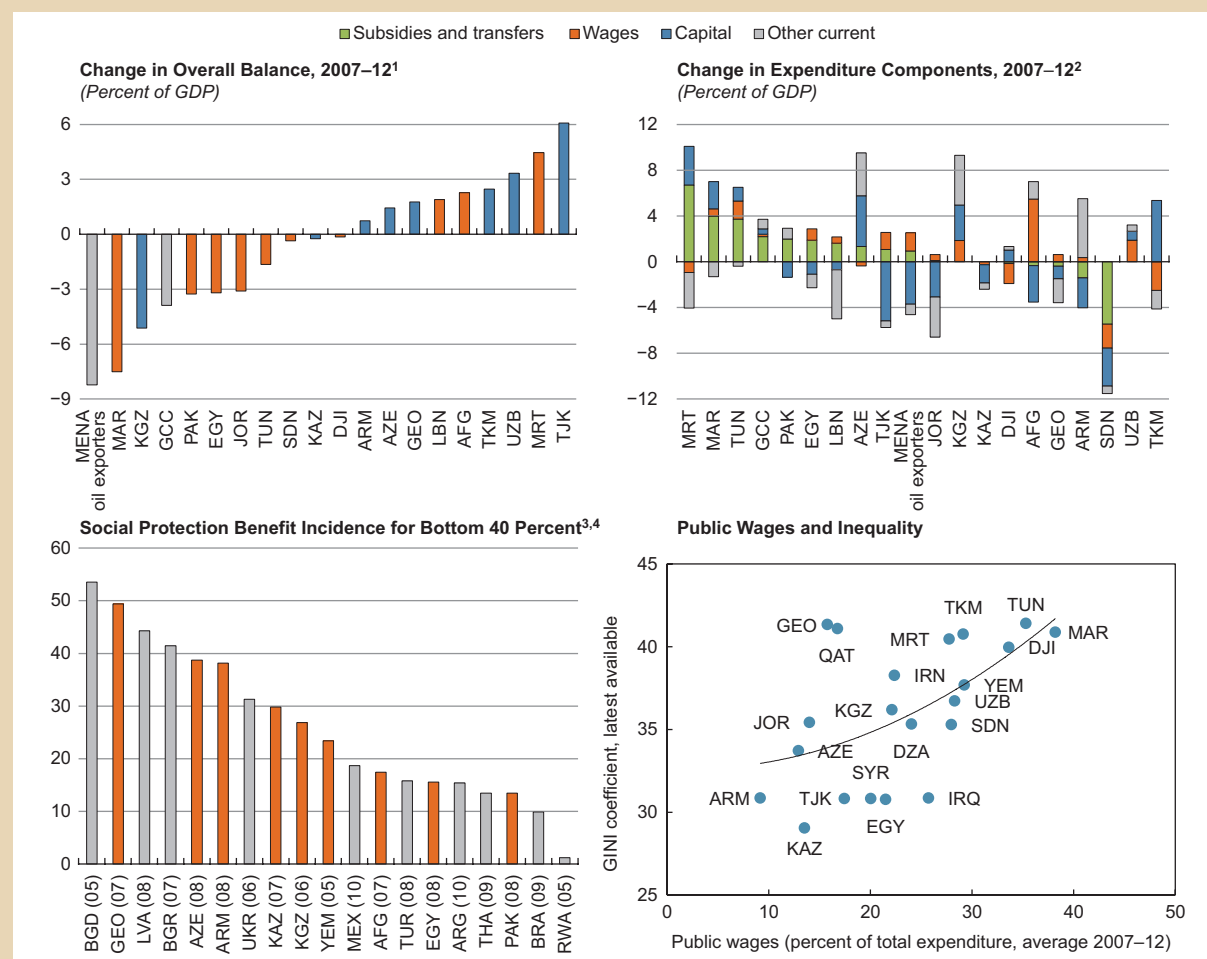 Subsidies and transfers Wages Capital Other current
Change in Overall Balance, 2007–12¹
(Percent of GDP)
6
3
0
−3
−6
−9
MENA oil exporters
MAR
KGZ
GCC
PAK
EGY
JOR
TUN
SDN
KAZ
DJI
ARM
AZE
GEO
LBN
AFG
TKM
UZB
MRT
TJK
Change in Expenditure Components, 2007–12²
(Percent of GDP)
12
8
4
0
−4
−8
−12
MRT
MAR
TUN
GCC
PAK
EGY
LBN
AZE
TJK
MENA oil exporters
JOR
KGZ
KAZ
DJI
AFG
GEO
ARM
SDN
UZB
TKM
Social Protection Benefit Incidence for Bottom 40 Percent³,⁴
60
50
40
30
20
10
0
BGD (05)
GEO (07)
LVA (08)
BGR (07)
AZE (08)
ARM (08)
UKR (06)
KAZ (07)
KGZ (06)
YEM (05)
MEX (10)
AFG (07)
TUR (08)
EGY (08)
ARG (10)
THA (09)
PAK (08)
BRA (09)
RWA (05)
Public Wages and Inequality
GINI coefficient, latest available
45
40
35
30
25
TKM
TUN
GEO
MRT
MAR
QAT
DJI
IRN
YEM
KGZ
UZB
JOR
SDN
AZE
DZA
SYR
ARM
TJK
IRQ
EGY
KAZ
0 10 20 30 40 50
Public wages (percent of total expenditure, average 2007–12)